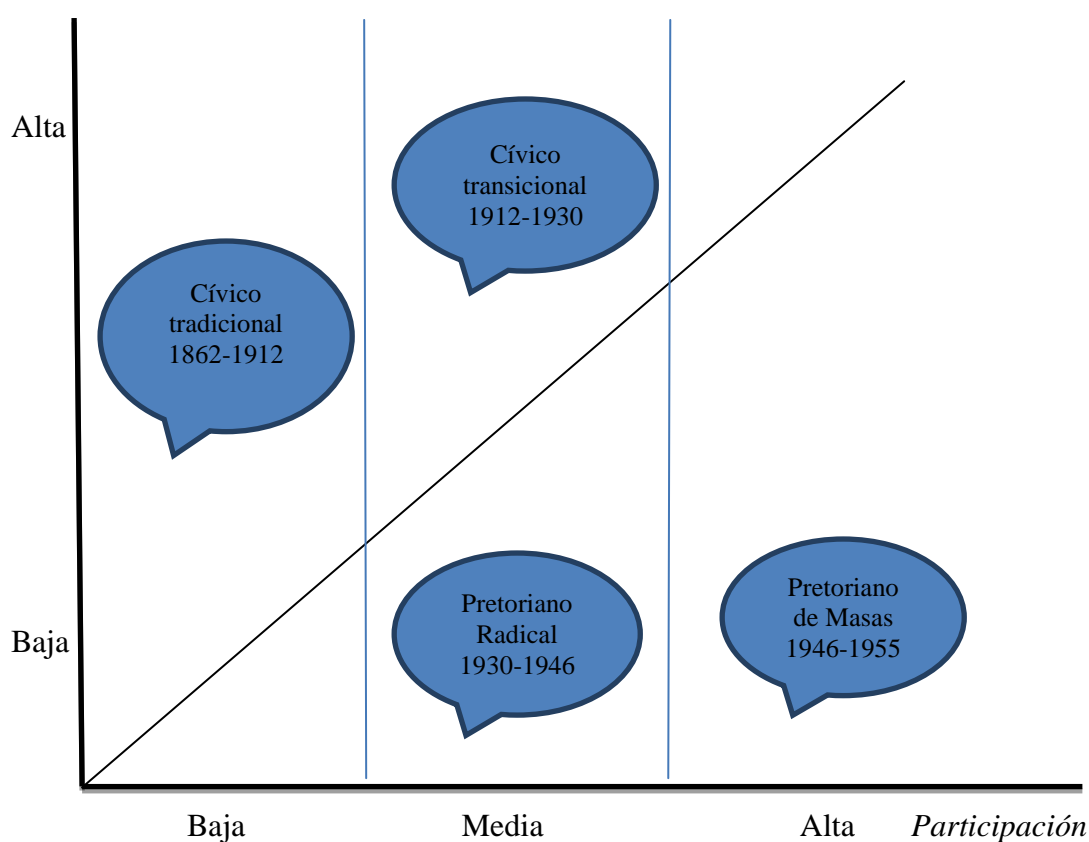 Alta
Cívico
transicional
1912-1930
Cívico
tradicional
1862-1912
Baja
Pretoriano
Radical
1930-1946
Pretoriano
de Masas
1946-1955
Baja Media Alta Participación